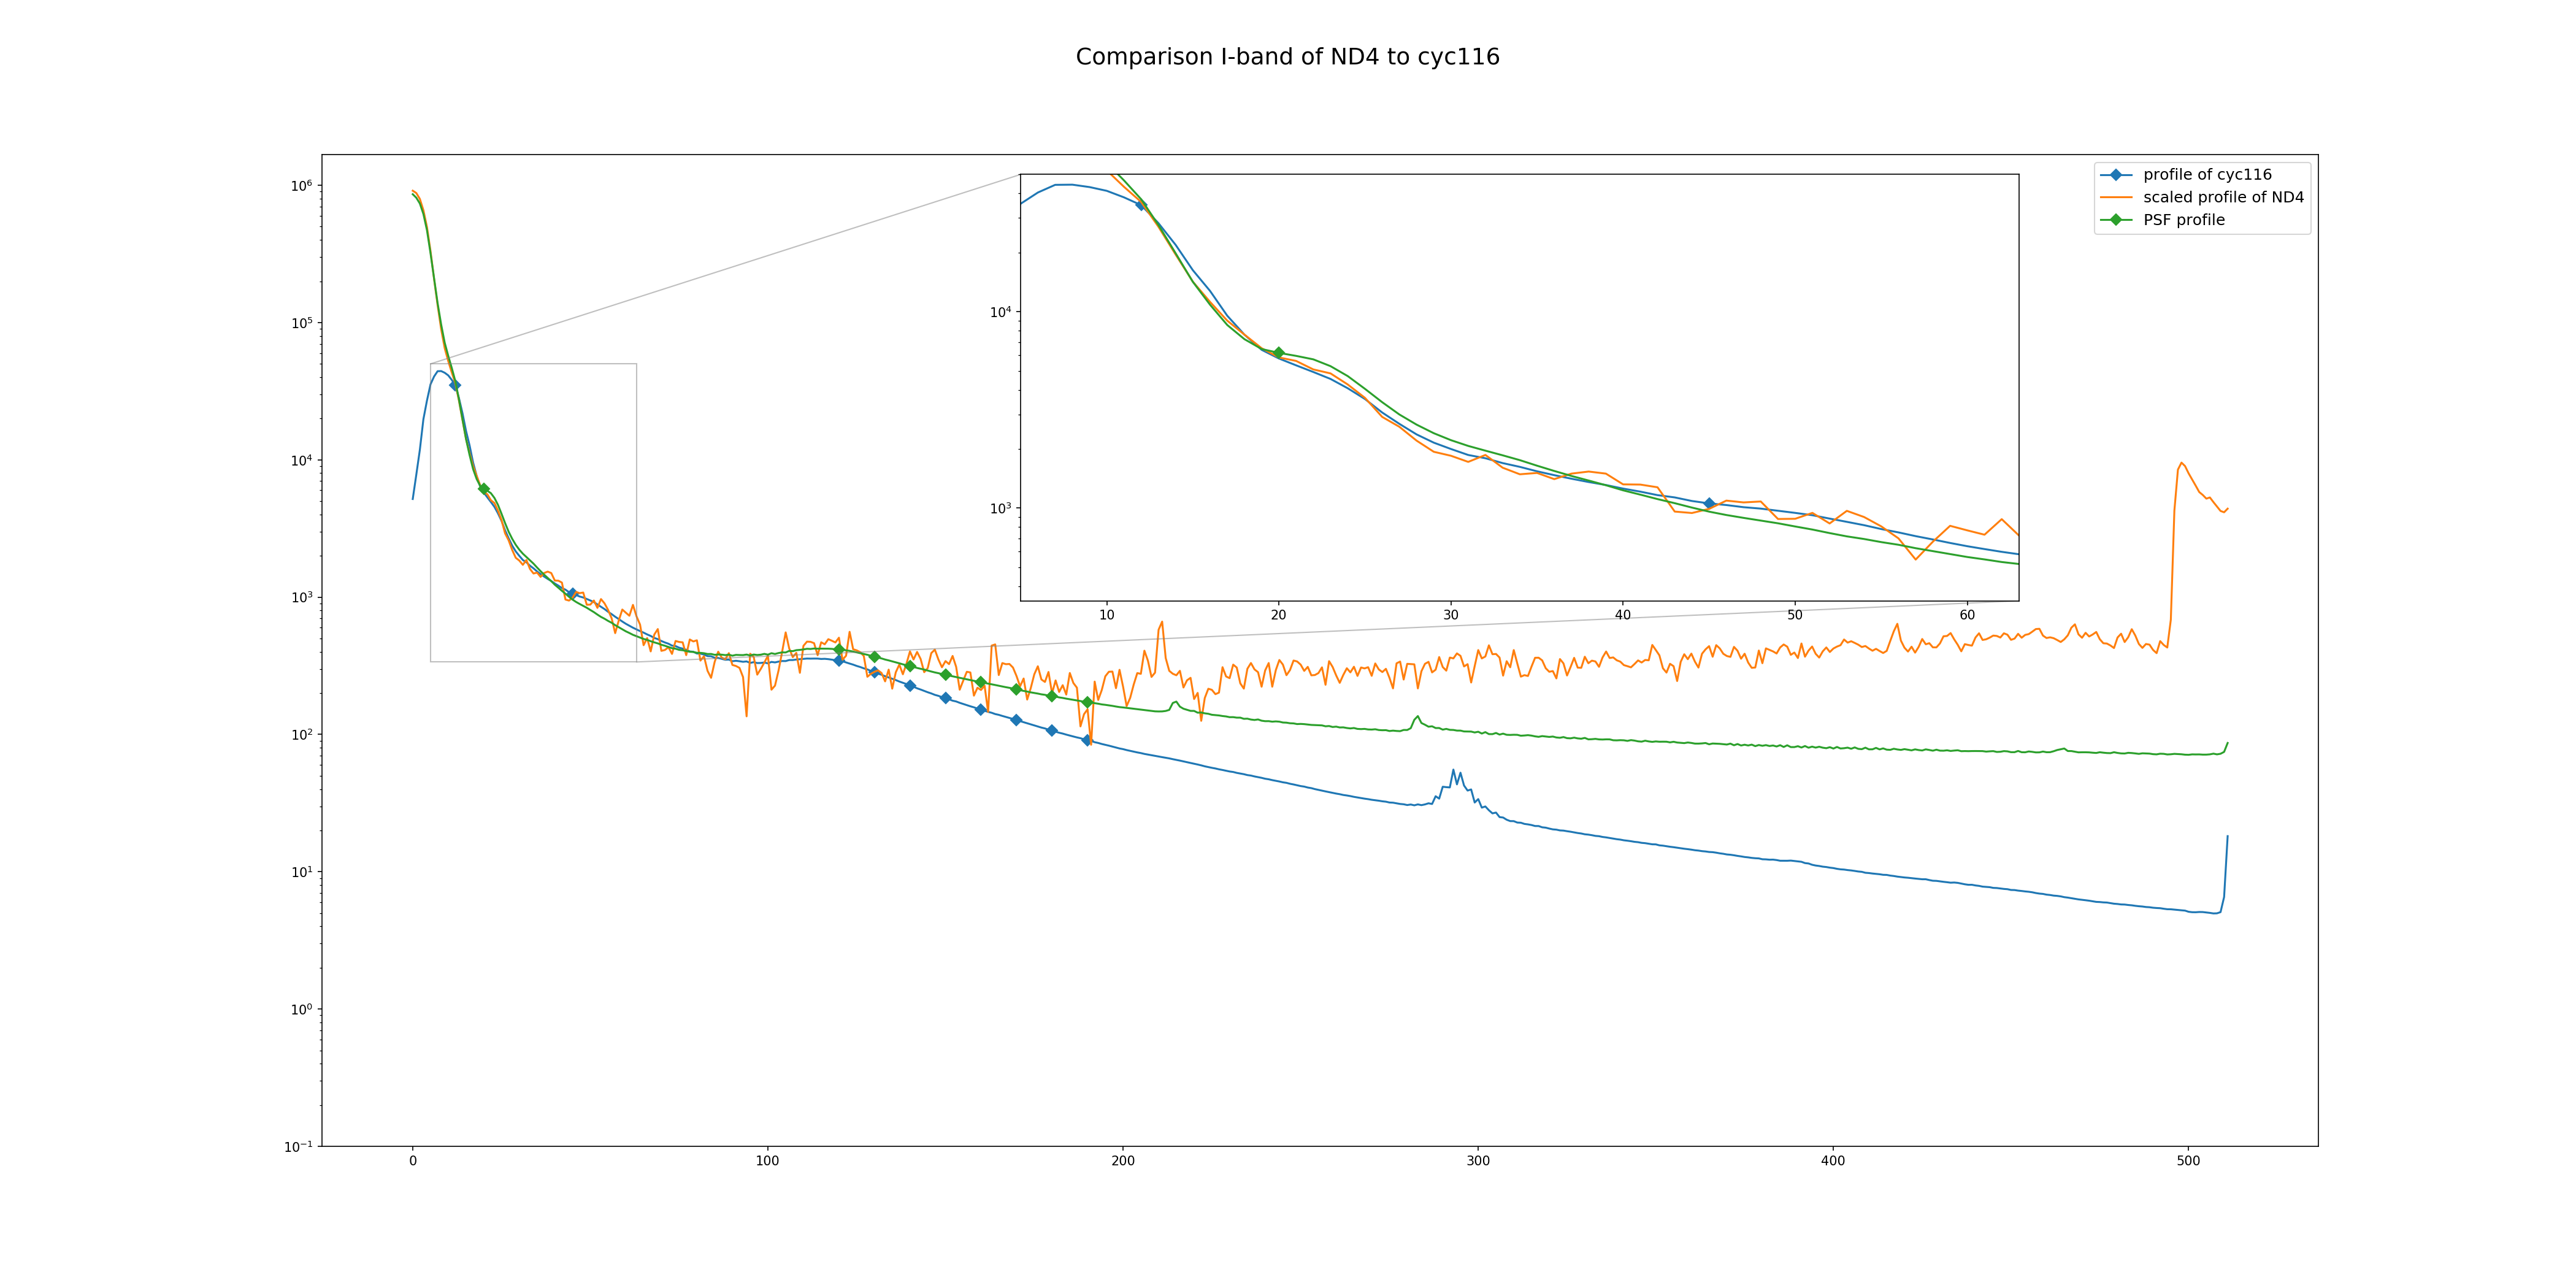 Comparison I-band of ND4 to cyc116
profile of cyc116
scaled profile of ND4
PSF profile
10⁶
10⁵
10⁴
10³
10²
10¹
10⁰
10⁻¹
10⁴
10³
10 20 30 40 50 60
0 100 200 300 400 500